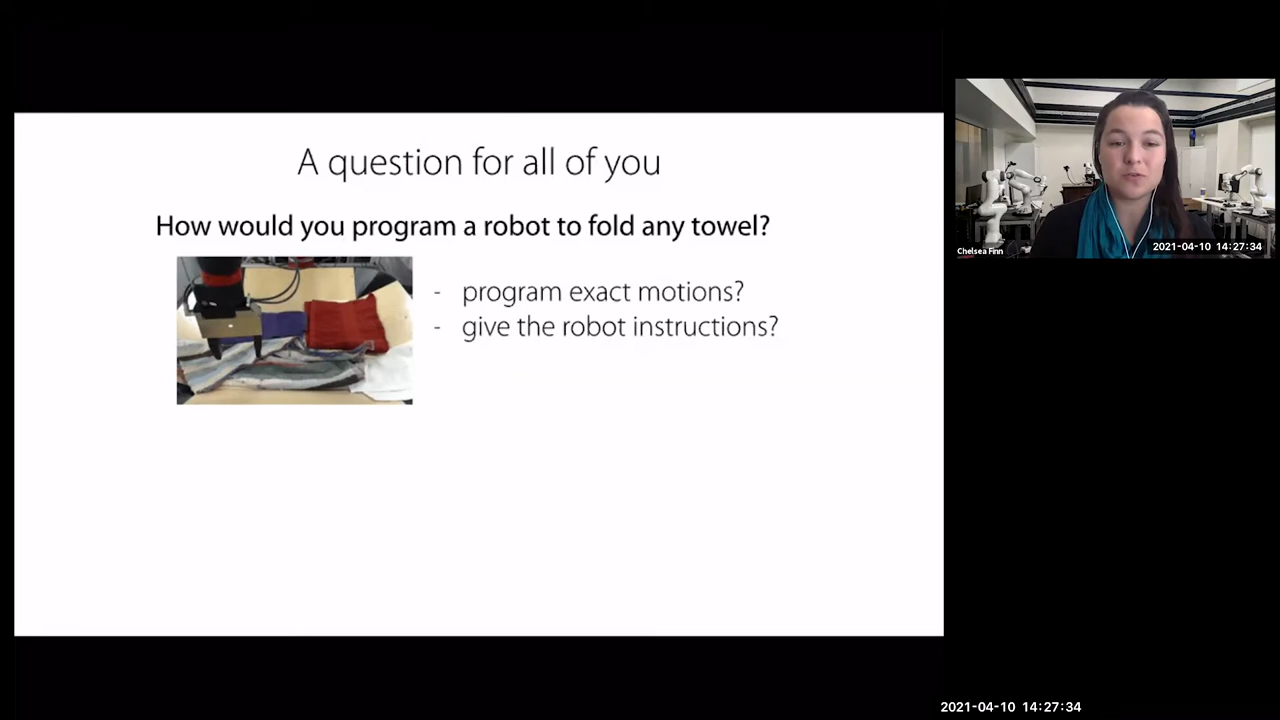 A question for all of you
How would you program a robot to fold any towel?
- program exact motions?
- give the robot instructions?
Chelsea Finn
2021-04-10 14:27:34
2021-04-10 14:27:34